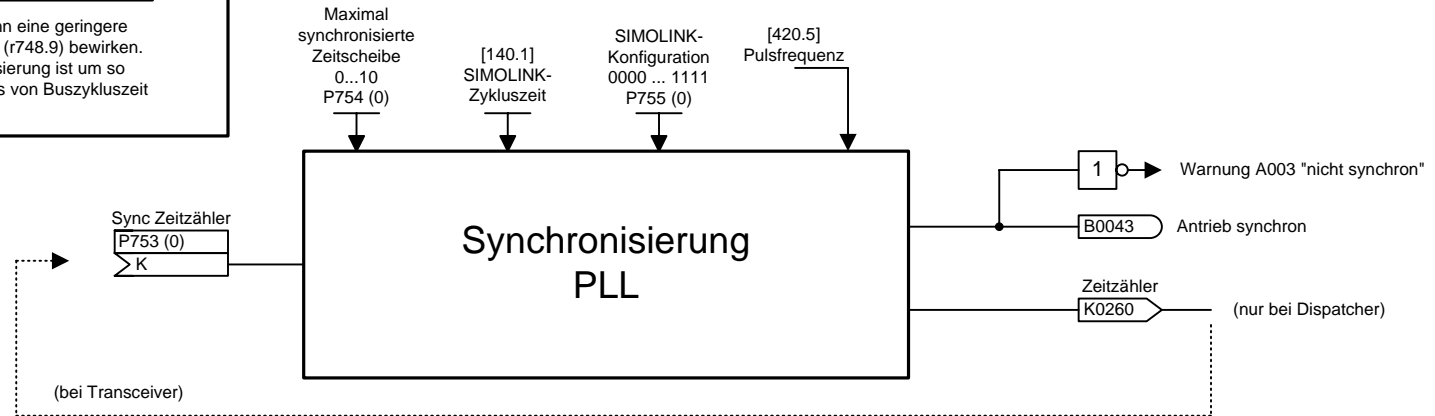 nn eine geringere
(r748.9) bewirken.
sierung ist um so
s von Buszykluszeit
Maximal
synchronisierte
Zeitscheibe
0...10
P754 (0)
[140.1]
SIMOLINK-
Zykluszeit
SIMOLINK-
Konfiguration
0000 ... 1111
P755 (0)
[420.5]
Pulsfrequenz
1
Warnung A003 "nicht synchron"
Sync Zeitzähler
P753 (0)
K
Synchronisierung
PLL
B0043
Antrieb synchron
Zeitzähler
K0260
(nur bei Dispatcher)
(bei Transceiver)